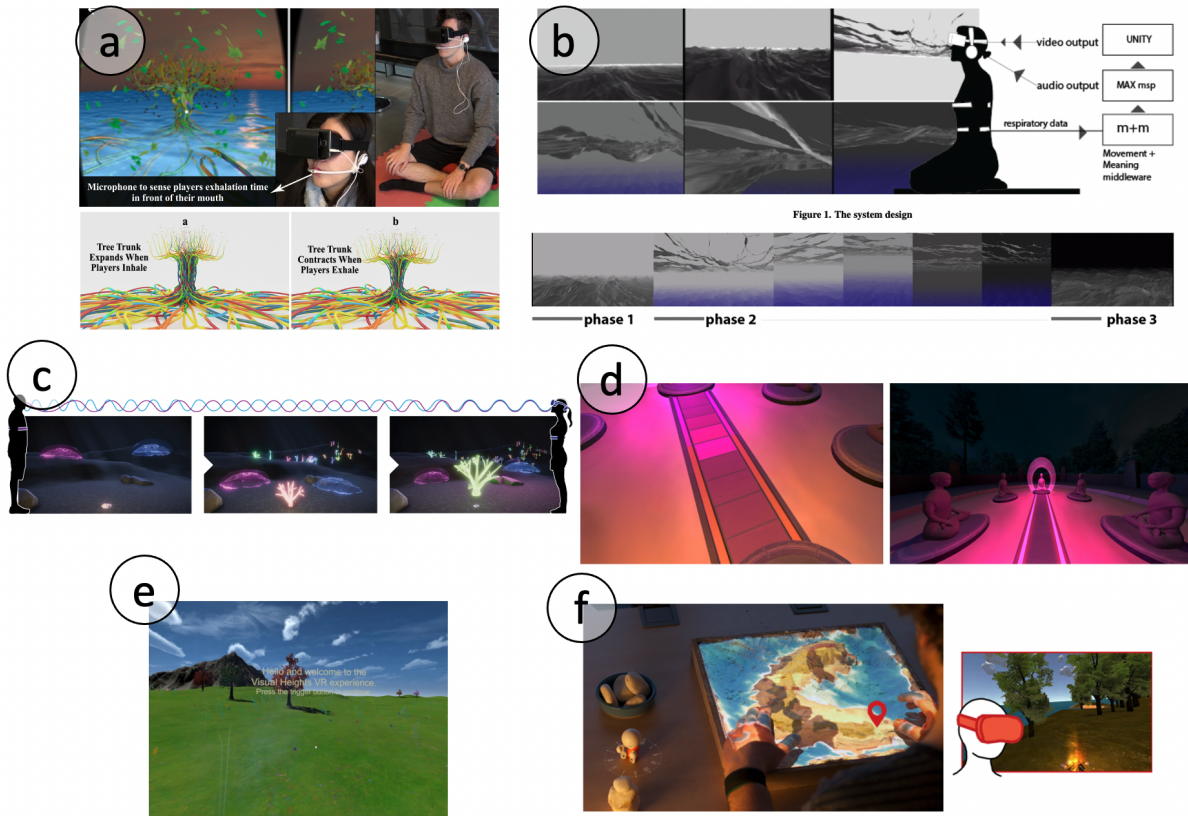 a
Microphone to sense players exhalation time
in front of their mouth
a
Tree Trunk
Expands When
Players Inhale
b
Tree Trunk
Contracts When
Players Exhale
b
video output
UNITY
audio output
MAX msp
respiratory data
m+m
Movement +
Meaning
middleware
Figure 1. The system design
phase 1
phase 2
phase 3
c
d
e
Hello and welcome to the
Visual Heights VR experience.
Press the trigger button to
f